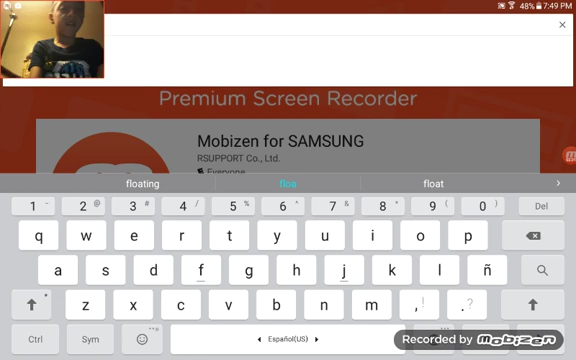 48% 7:49 PM
Premium Screen Recorder
Mobizen for SAMSUNG
RSUPPORT Co., Ltd.
Everyone
floating floa float
1 - 2 @ 3 # 4 / 5 % 6 ^ 7 & 8 * 9 ( 0 ) Del
q w e r t y u i o p
a s d f g h j k l ñ
z x c v b n m , ! . ?
Ctrl Sym Español(US)
Recorded by mobizen